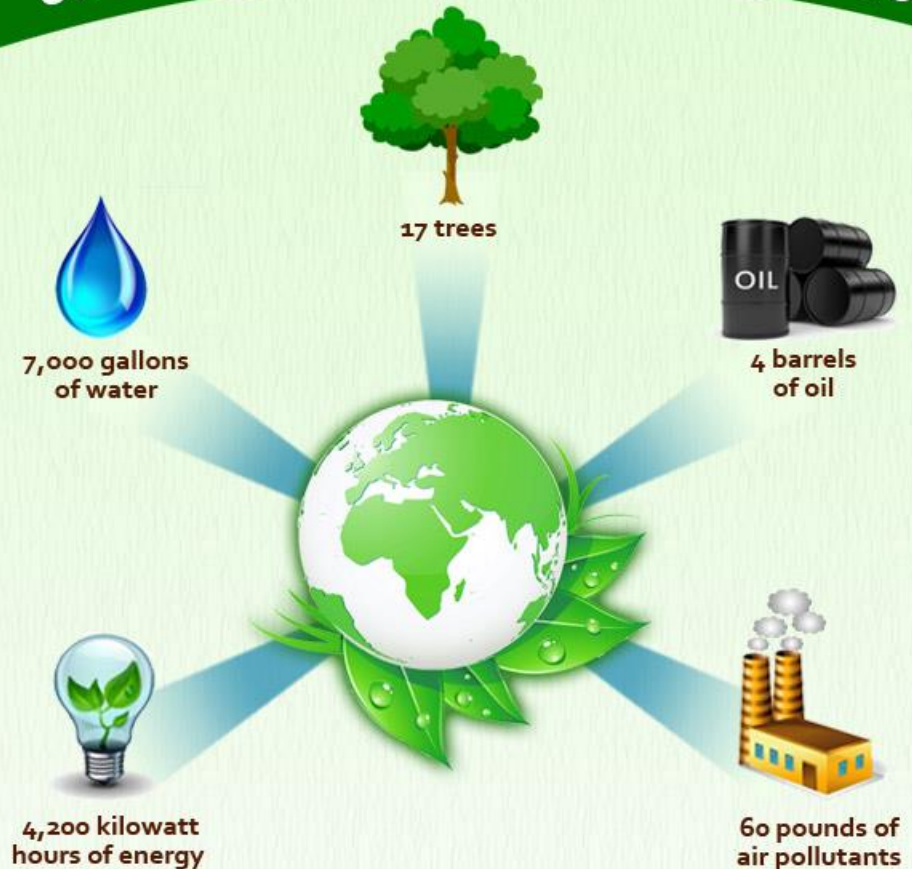 17 trees
OIL
7,000 gallons
of water
4 barrels
of oil
4,200 kilowatt
hours of energy
60 pounds of
air pollutants